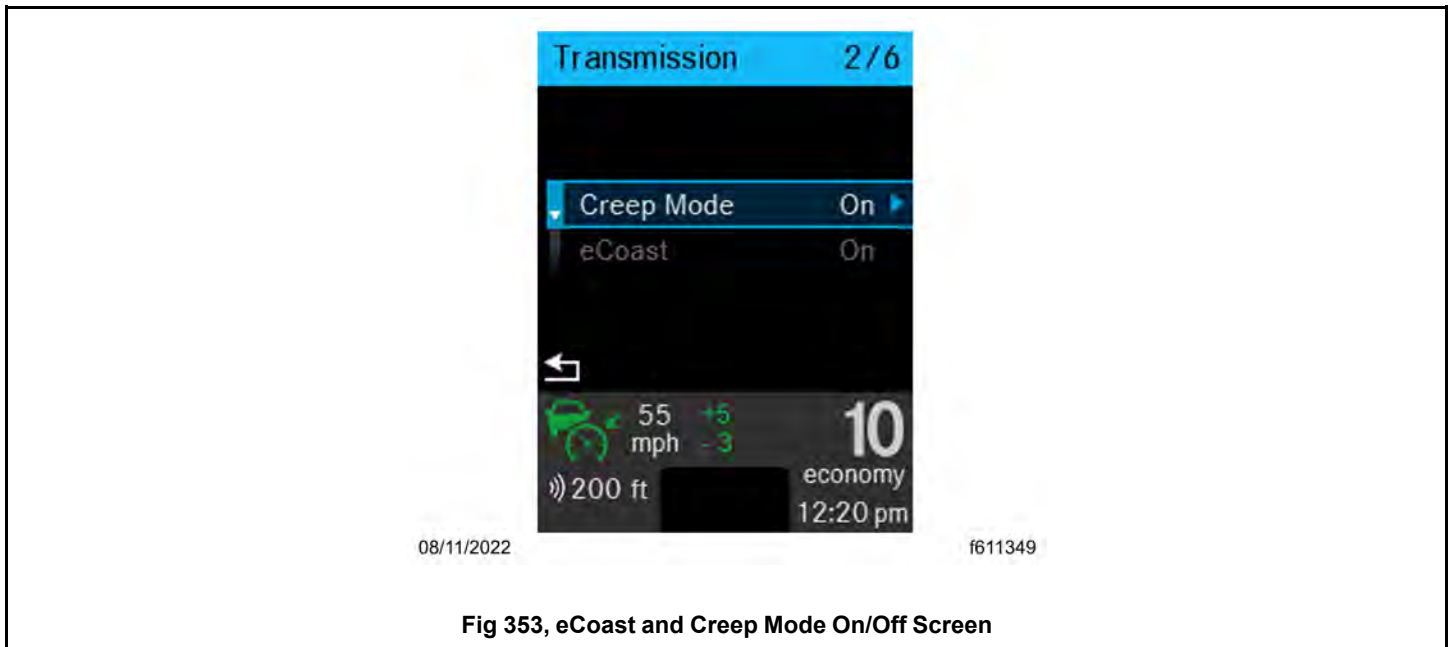 Transmission 2/6
Creep Mode On
eCoast On
55 +5
mph -3
10
economy
200 ft
12:20 pm
08/11/2022 f611349
Fig 353, eCoast and Creep Mode On/Off Screen